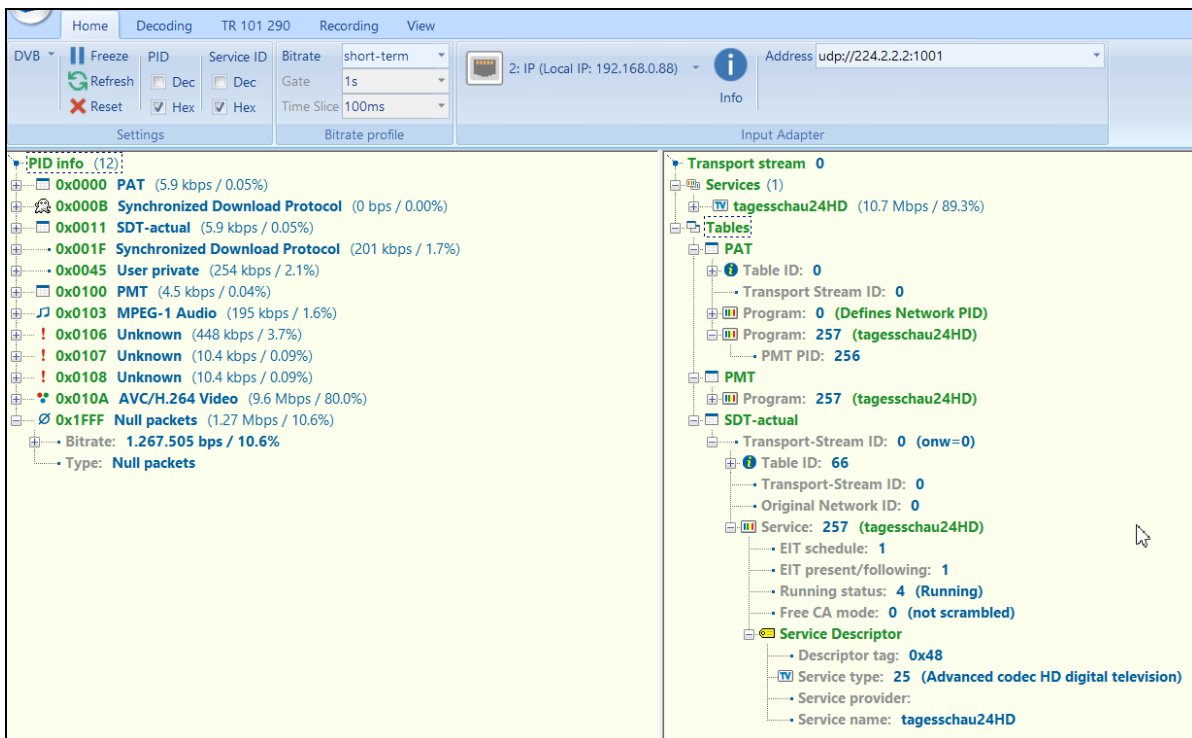 Home Decoding TR 101 290 Recording View
DVB Freeze PID Service ID Bitrate short-term 2: IP (Local IP: 192.168.0.88) Address udp://224.2.2.2:1001
Refresh Dec Dec Gate 1s
Reset Hex Hex Time Slice 100ms Info
Settings Bitrate profile Input Adapter
PID info (12)
0x0000 PAT (5.9 kbps / 0.05%)
0x000B Synchronized Download Protocol (0 bps / 0.00%)
0x0011 SDT-actual (5.9 kbps / 0.05%)
0x001F Synchronized Download Protocol (201 kbps / 1.7%)
0x0045 User private (254 kbps / 2.1%)
0x0100 PMT (4.5 kbps / 0.04%)
0x0103 MPEG-1 Audio (195 kbps / 1.6%)
! 0x0106 Unknown (448 kbps / 3.7%)
! 0x0107 Unknown (10.4 kbps / 0.09%)
! 0x0108 Unknown (10.4 kbps / 0.09%)
0x010A AVC/H.264 Video (9.6 Mbps / 80.0%)
0x1FFF Null packets (1.27 Mbps / 10.6%)
Bitrate: 1.267.505 bps / 10.6%
Type: Null packets
Transport stream 0
Services (1)
TV tagesschau24HD (10.7 Mbps / 89.3%)
Tables
PAT
Table ID: 0
Transport Stream ID: 0
Program: 0 (Defines Network PID)
Program: 257 (tagesschau24HD)
PMT PID: 256
PMT
Program: 257 (tagesschau24HD)
SDT-actual
Transport-Stream ID: 0 (onw=0)
Table ID: 66
Transport-Stream ID: 0
Original Network ID: 0
Service: 257 (tagesschau24HD)
EIT schedule: 1
EIT present/following: 1
Running status: 4 (Running)
Free CA mode: 0 (not scrambled)
Service Descriptor
Descriptor tag: 0x48
TV Service type: 25 (Advanced codec HD digital television)
Service provider:
Service name: tagesschau24HD